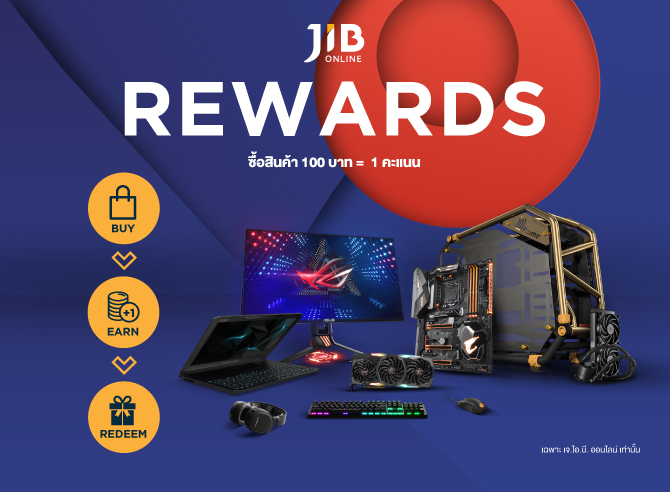 JIB
ONLINE
REWARDS
ซื้อสินค้า 100 บาท = 1 คะแนน
BUY
+1
EARN
REDEEM
เฉพาะ เจ.ไอ.บี. ออนไลน์ เท่านั้น